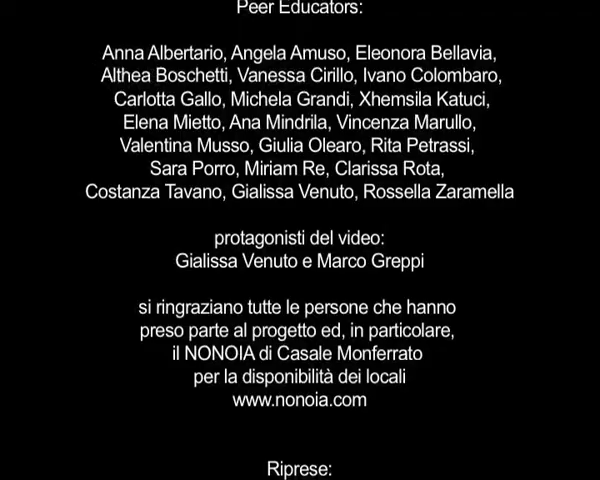 Peer Educators:
Anna Albertario, Angela Amuso, Eleonora Bellavia,
Althea Boschetti, Vanessa Cirillo, Ivano Colombaro,
Carlotta Gallo, Michela Grandi, Xhemsila Katuci,
Elena Mietto, Ana Mindrila, Vincenza Marullo,
Valentina Musso, Giulia Olearo, Rita Petrassi,
Sara Porro, Miriam Re, Clarissa Rota,
Costanza Tavano, Gialissa Venuto, Rossella Zaramella
protagonisti del video:
Gialissa Venuto e Marco Greppi
si ringraziano tutte le persone che hanno
preso parte al progetto ed, in particolare,
il NONOIA di Casale Monferrato
per la disponibilità dei locali
www.nonoia.com
Riprese: